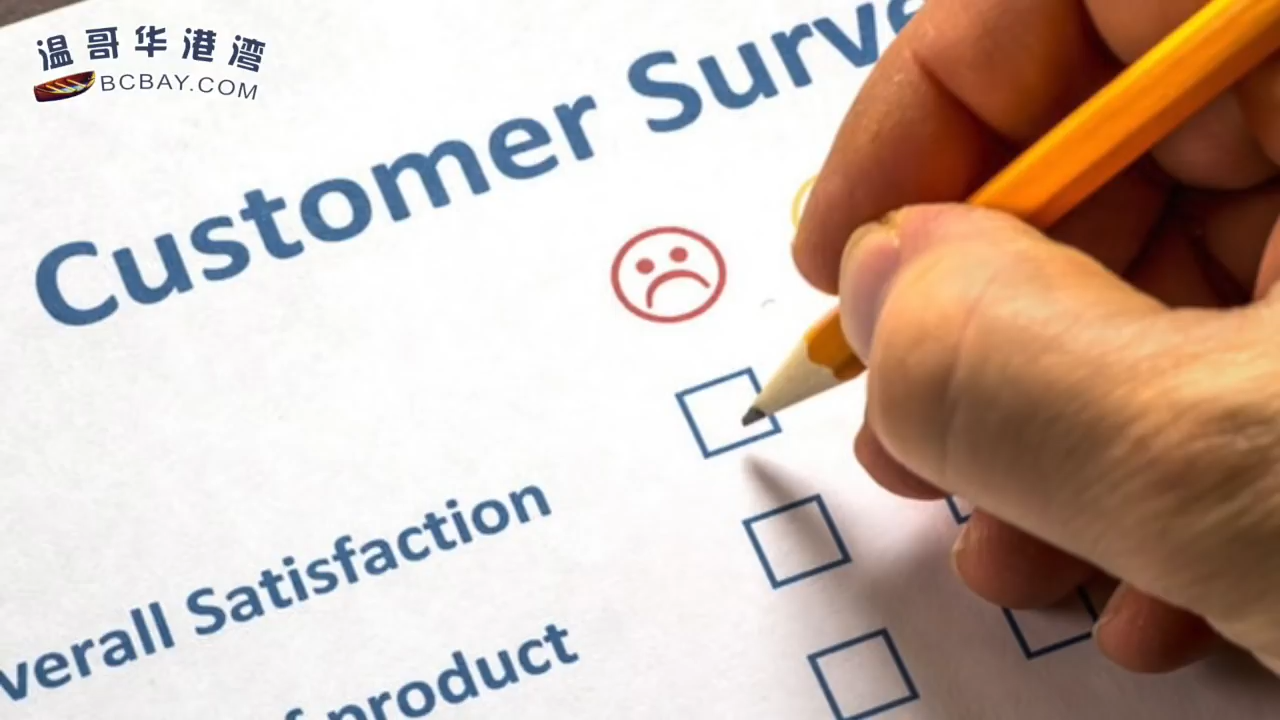 温哥华港湾
BCBAY.COM
Customer Surve
verall Satisfaction
f product